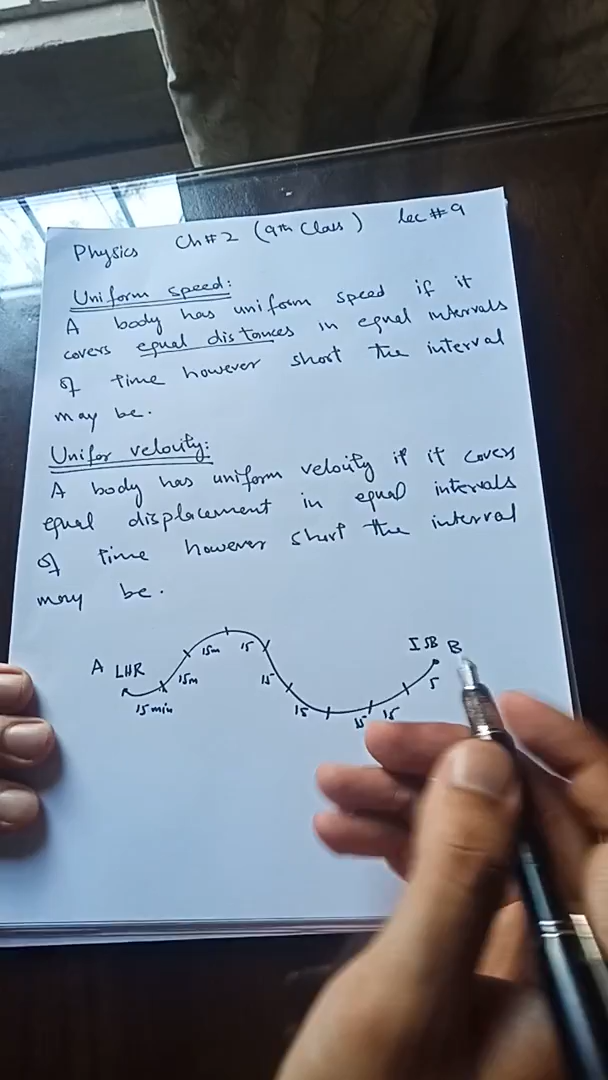 Physics Ch#2 (9th Class) Lec #9
Uniform speed:
A body has uniform speed if it
covers equal distances in equal intervals
of time however short the interval
may be.
Unifor velocity:
A body has uniform velocity if it covers
equal displacement in equal intervals
of time however short the interval
may be.
A LHR 15 min 15m 15m 15 15 15 15 15 5 ISB B